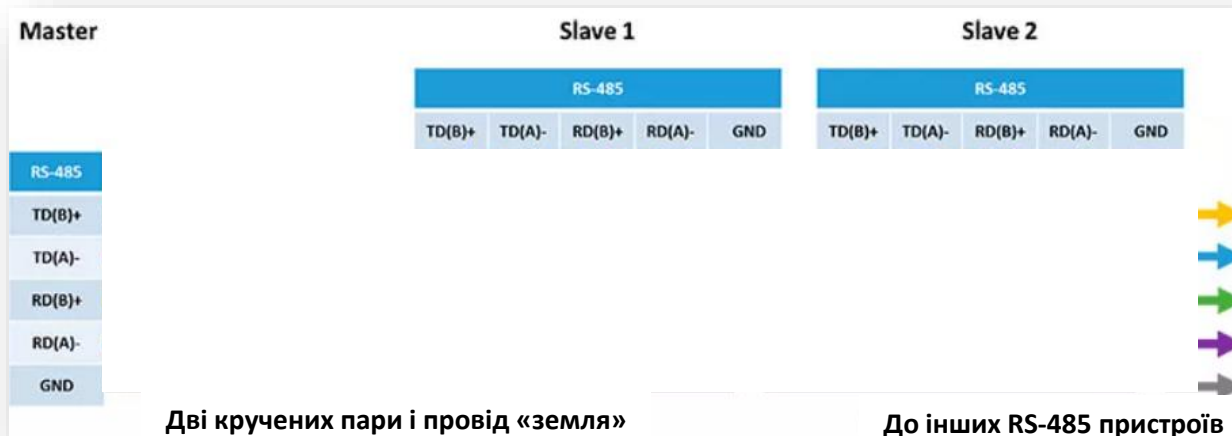 Master Slave 1 Slave 2
RS-485 RS-485
TD(B)+ TD(A)- RD(B)+ RD(A)- GND TD(B)+ TD(A)- RD(B)+ RD(A)- GND
RS-485
TD(B)+
TD(A)-
RD(B)+
RD(A)-
GND
Дві кручених пари і провід «земля» До інших RS-485 пристроїв